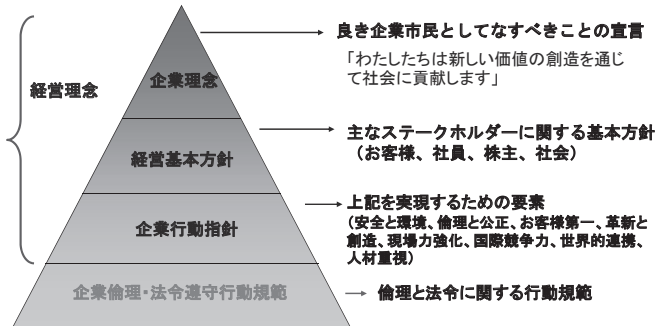 良き企業市民としてなすべきことの宣言
「わたしたちは新しい価値の創造を通じ
て社会に貢献します」
経営理念
企業理念
主なステークホルダーに関する基本方針
(お客様、社員、株主、社会)
経営基本方針
上記を実現するための要素
(安全と環境、倫理と公正、お客様第一、革新と
創造、現場力強化、国際競争力、世界的連携、
人材重視)
企業行動指針
企業倫理・法令遵守行動規範
倫理と法令に関する行動規範